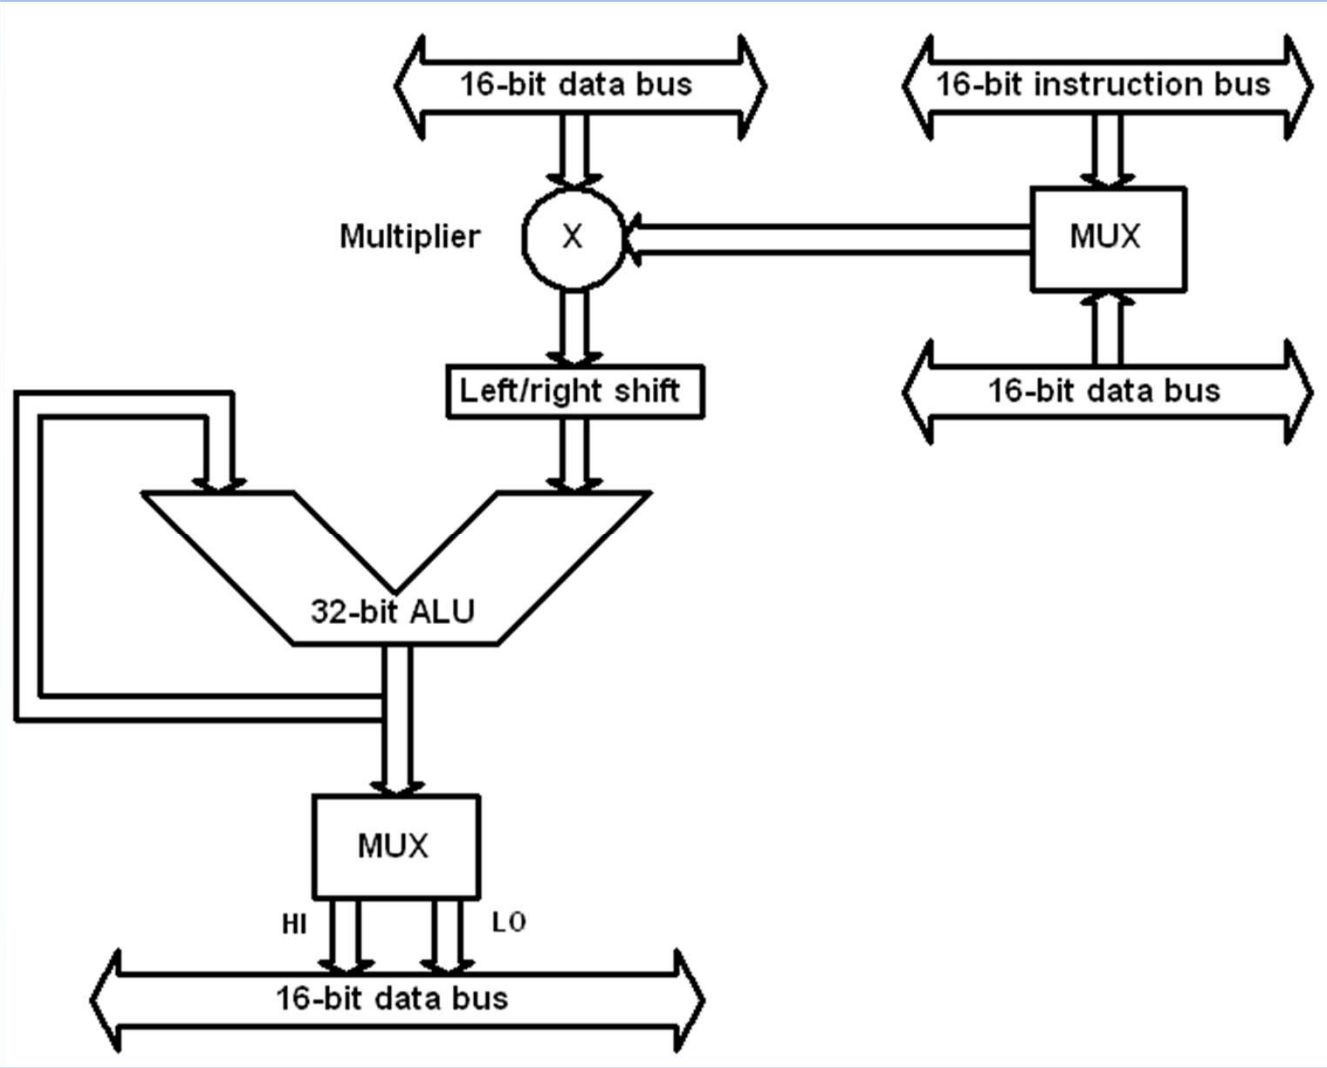 16-bit data bus
16-bit instruction bus
Multiplier
X
MUX
Left/right shift
16-bit data bus
32-bit ALU
MUX
HI
LO
16-bit data bus